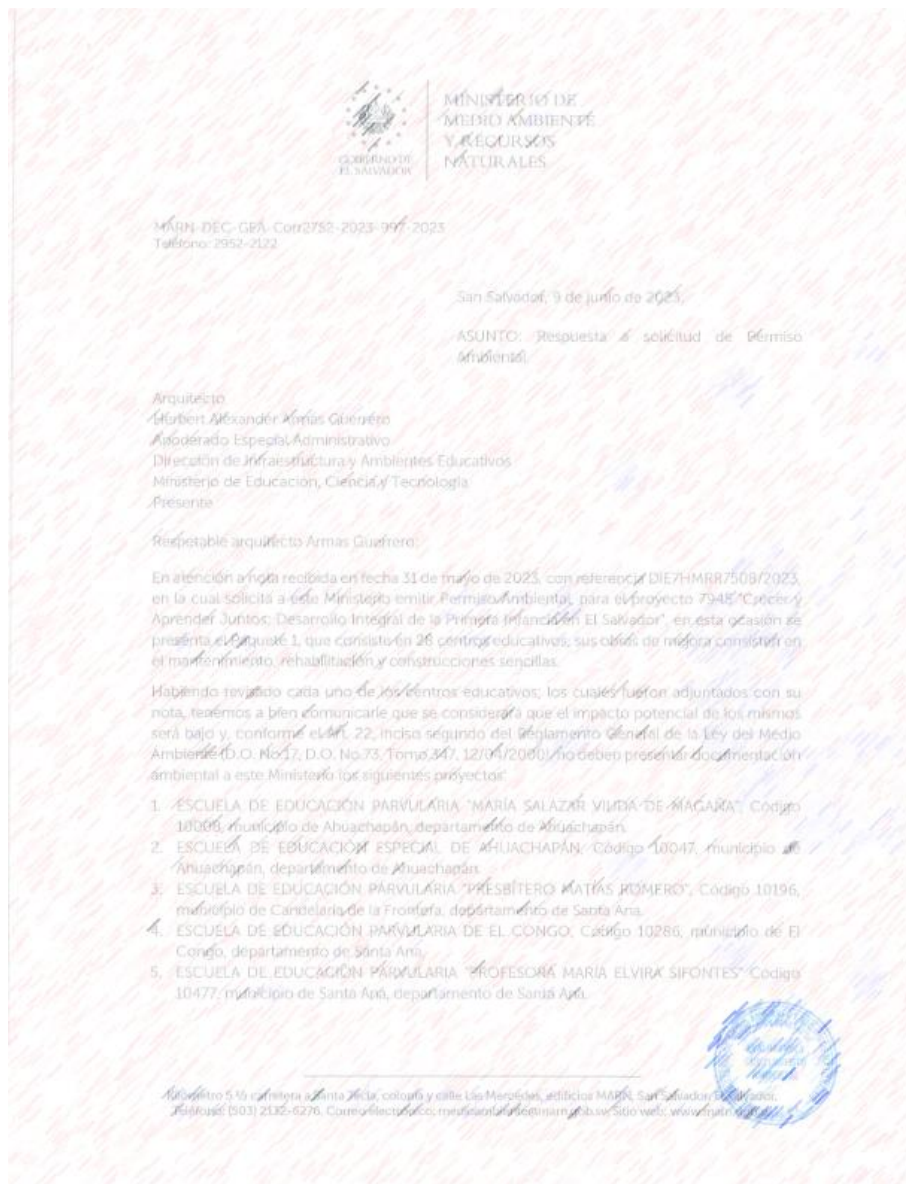 MINISTERIO DE
MEDIO AMBIENTE
Y RECURSOS
NATURALES
GOBIERNO DE
EL SALVADOR
MARN-DEC-GEA-Corr2752-2023-997-2023
Teléfono: 2952-2122
San Salvador, 9 de junio de 2023.
ASUNTO: Respuesta a solicitud de Permiso
Ambiental.
Arquitecto
Herbert Alexander Armas Guerrero
Apoderado Especial Administrativo
Dirección de Infraestructura y Ambientes Educativos
Ministerio de Educación, Ciencia y Tecnología
Presente
Respetable arquitecto Armas Guerrero:
En atención a nota recibida en fecha 31 de mayo de 2023, con referencia DIE7HMRR7508/2023,
en la cual solicita a este Ministerio emitir Permiso Ambiental, para el proyecto 7948 "Crecer y
Aprender Juntos: Desarrollo Integral de la Primera Infancia en El Salvador", en esta ocasión se
presenta el Paquete 1, que consiste en 28 centros educativos, sus obras de mejora consisten en
el mantenimiento, rehabilitación y construcciones sencillas.
Habiendo revisado cada uno de los centros educativos; los cuales fueron adjuntados con su
nota, tenemos a bien comunicarle que se considerará que el impacto potencial de los mismos
será bajo y, conforme el Art. 22, inciso segundo del Reglamento General de la Ley del Medio
Ambiente (D.O. No.17, D.O. No.73, Tomo 347, 12/04/2000), no deben presentar documentación
ambiental a este Ministerio los siguientes proyectos:
1. ESCUELA DE EDUCACIÓN PARVULARIA "MARÍA SALAZAR VIUDA DE MAGAÑA", Código
10006, municipio de Ahuachapán, departamento de Ahuachapán.
2. ESCUELA DE EDUCACIÓN ESPECIAL DE AHUACHAPÁN, Código 10047, municipio de
Ahuachapán, departamento de Ahuachapán.
3. ESCUELA DE EDUCACIÓN PARVULARIA "PRESBÍTERO MATÍAS ROMERO", Código 10196,
municipio de Candelaria de la Frontera, departamento de Santa Ana.
4. ESCUELA DE EDUCACIÓN PARVULARIA DE EL CONGO, Código 10286, municipio de El
Congo, departamento de Santa Ana.
5. ESCUELA DE EDUCACIÓN PARVULARIA "PROFESORA MARÍA ELVIRA SIFONTES" Código
10477, municipio de Santa Ana, departamento de Santa Ana.
Kilómetro 5 ½ carretera a Santa Tecla, colonia y calle Las Mercedes, edificios MARN, San Salvador, El Salvador.
Teléfono: (503) 2132-6276. Correo electrónico: medioambiente@marn.gob.sv Sitio web: